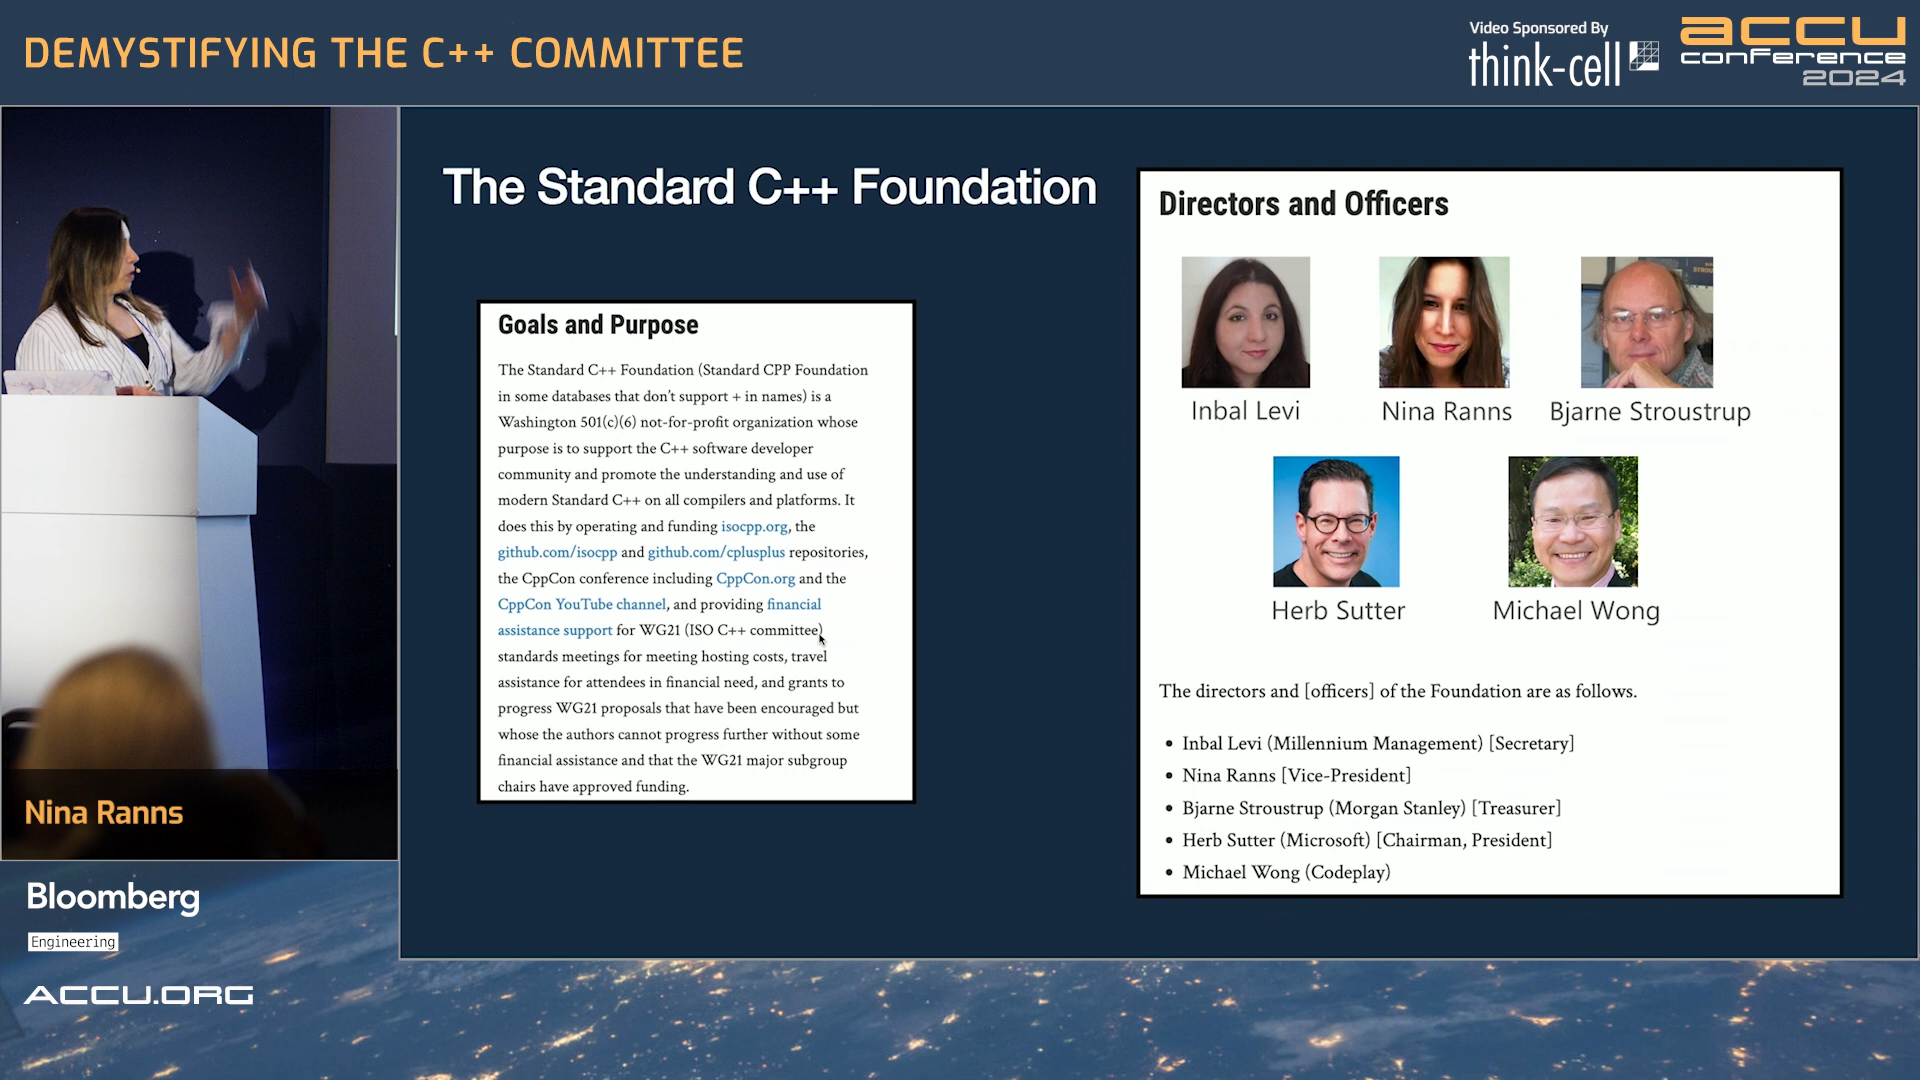 DEMYSTIFYING THE C++ COMMITTEE
Video Sponsored By
think-cell
accu
conference
2024
The Standard C++ Foundation
Goals and Purpose
The Standard C++ Foundation (Standard CPP Foundation
in some databases that don't support + in names) is a
Washington 501(c)(6) not-for-profit organization whose
purpose is to support the C++ software developer
community and promote the understanding and use of
modern Standard C++ on all compilers and platforms. It
does this by operating and funding isocpp.org, the
github.com/isocpp and github.com/cplusplus repositories,
the CppCon conference including CppCon.org and the
CppCon YouTube channel, and providing financial
assistance support for WG21 (ISO C++ committee)
standards meetings for meeting hosting costs, travel
assistance for attendees in financial need, and grants to
progress WG21 proposals that have been encouraged but
whose the authors cannot progress further without some
financial assistance and that the WG21 major subgroup
chairs have approved funding.
Directors and Officers
Inbal Levi
Nina Ranns
Bjarne Stroustrup
Herb Sutter
Michael Wong
The directors and [officers] of the Foundation are as follows.
• Inbal Levi (Millennium Management) [Secretary]
• Nina Ranns [Vice-President]
• Bjarne Stroustrup (Morgan Stanley) [Treasurer]
• Herb Sutter (Microsoft) [Chairman, President]
• Michael Wong (Codeplay)
Nina Ranns
Bloomberg
Engineering
ACCU.ORG